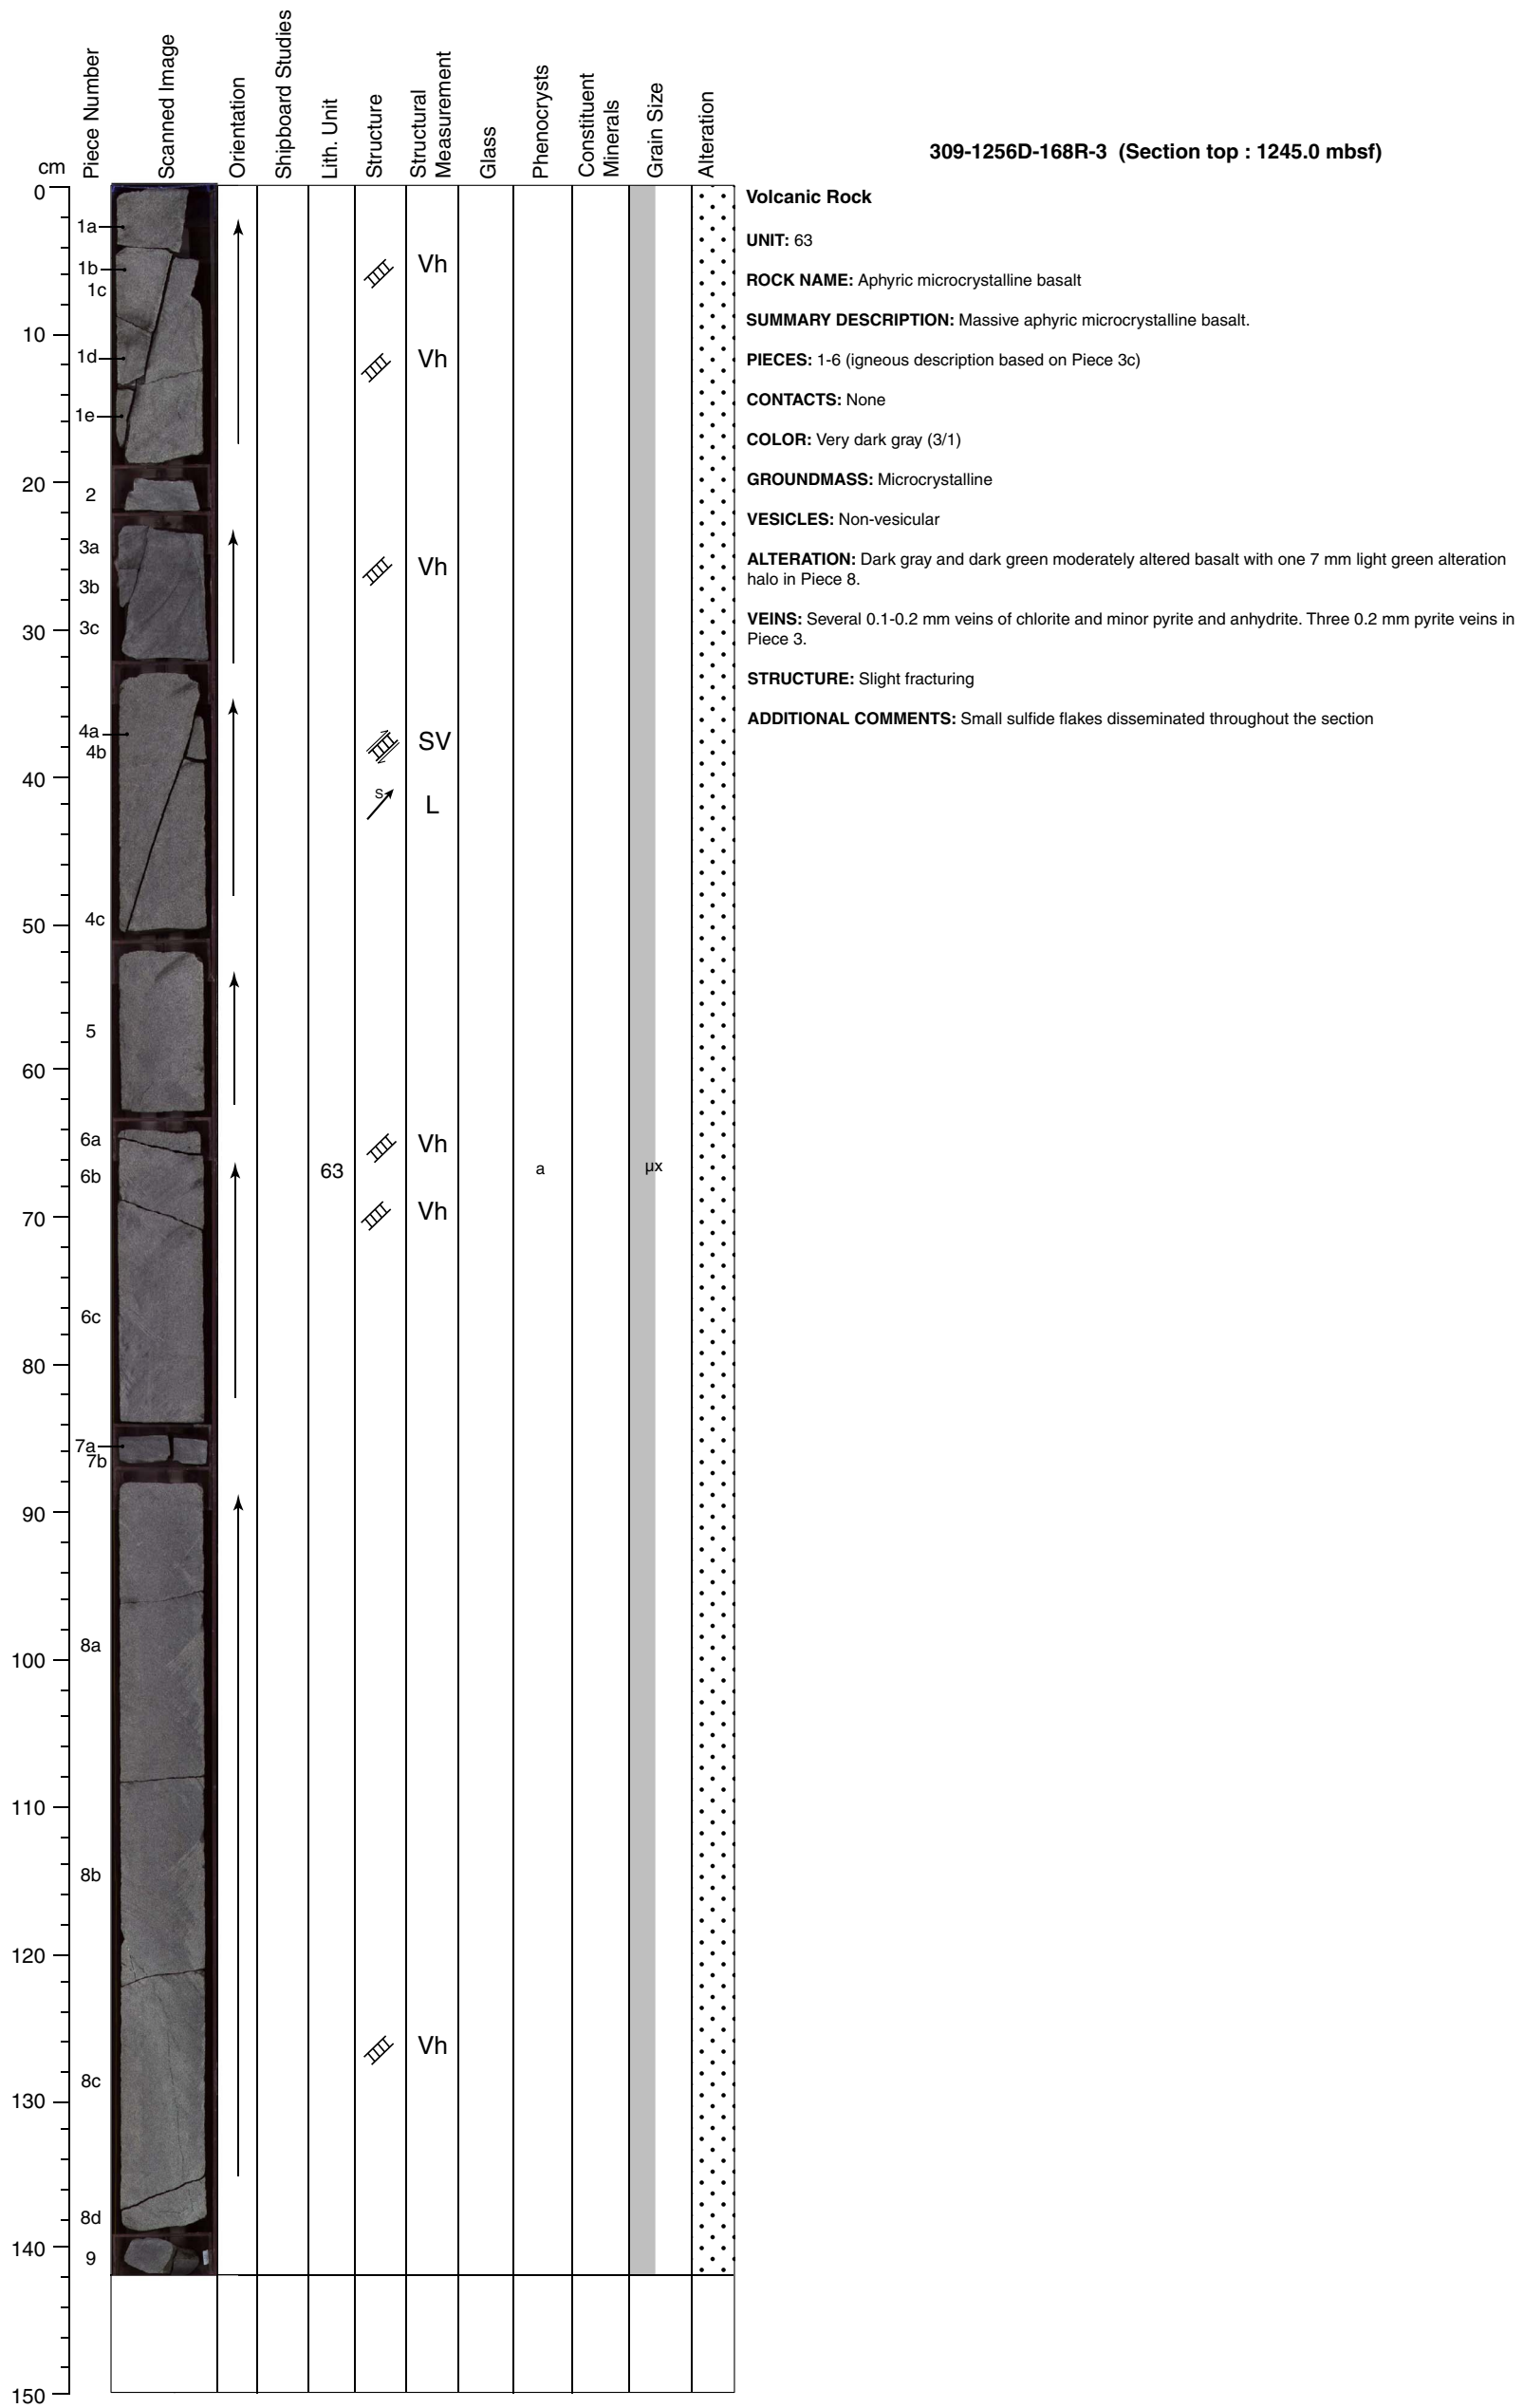 cm
Piece Number
Scanned Image
Orientation
Shipboard Studies
Lith. Unit
Structure
Structural
Measurement
Glass
Phenocrysts
Constituent
Minerals
Grain Size
Alteration
309-1256D-168R-3 (Section top : 1245.0 mbsf)
Volcanic Rock
UNIT: 63
ROCK NAME: Aphyric microcrystalline basalt
SUMMARY DESCRIPTION: Massive aphyric microcrystalline basalt.
PIECES: 1-6 (igneous description based on Piece 3c)
CONTACTS: None
COLOR: Very dark gray (3/1)
GROUNDMASS: Microcrystalline
VESICLES: Non-vesicular
ALTERATION: Dark gray and dark green moderately altered basalt with one 7 mm light green alteration
halo in Piece 8.
VEINS: Several 0.1-0.2 mm veins of chlorite and minor pyrite and anhydrite. Three 0.2 mm pyrite veins in
Piece 3.
STRUCTURE: Slight fracturing
ADDITIONAL COMMENTS: Small sulfide flakes disseminated throughout the section
0
1a
1b
Vh
1c
10
1d
Vh
1e
20
2
3a
Vh
3b
3c
30
4a
SV
4b
40
S
L
4c
50
5
60
6a
Vh
63
a
µx
6b
Vh
70
6c
80
7a
7b
90
8a
100
110
8b
120
Vh
8c
130
8d
140
9
150